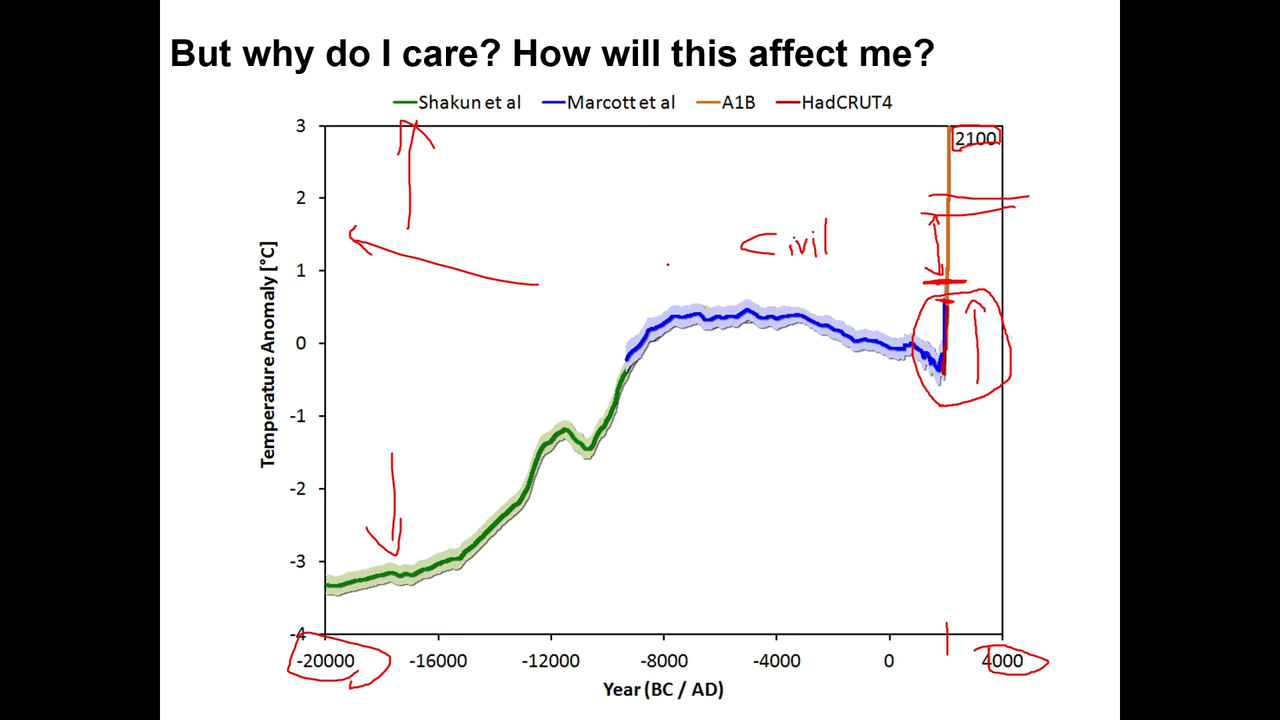 But why do I care? How will this affect me?
Shakun et al Marcott et al A1B HadCRUT4
3
2100
2
Civil
1
0
-1
-2
-3
-4
Temperature Anomaly [°C]
-20000 -16000 -12000 -8000 -4000 0 4000
Year (BC / AD)